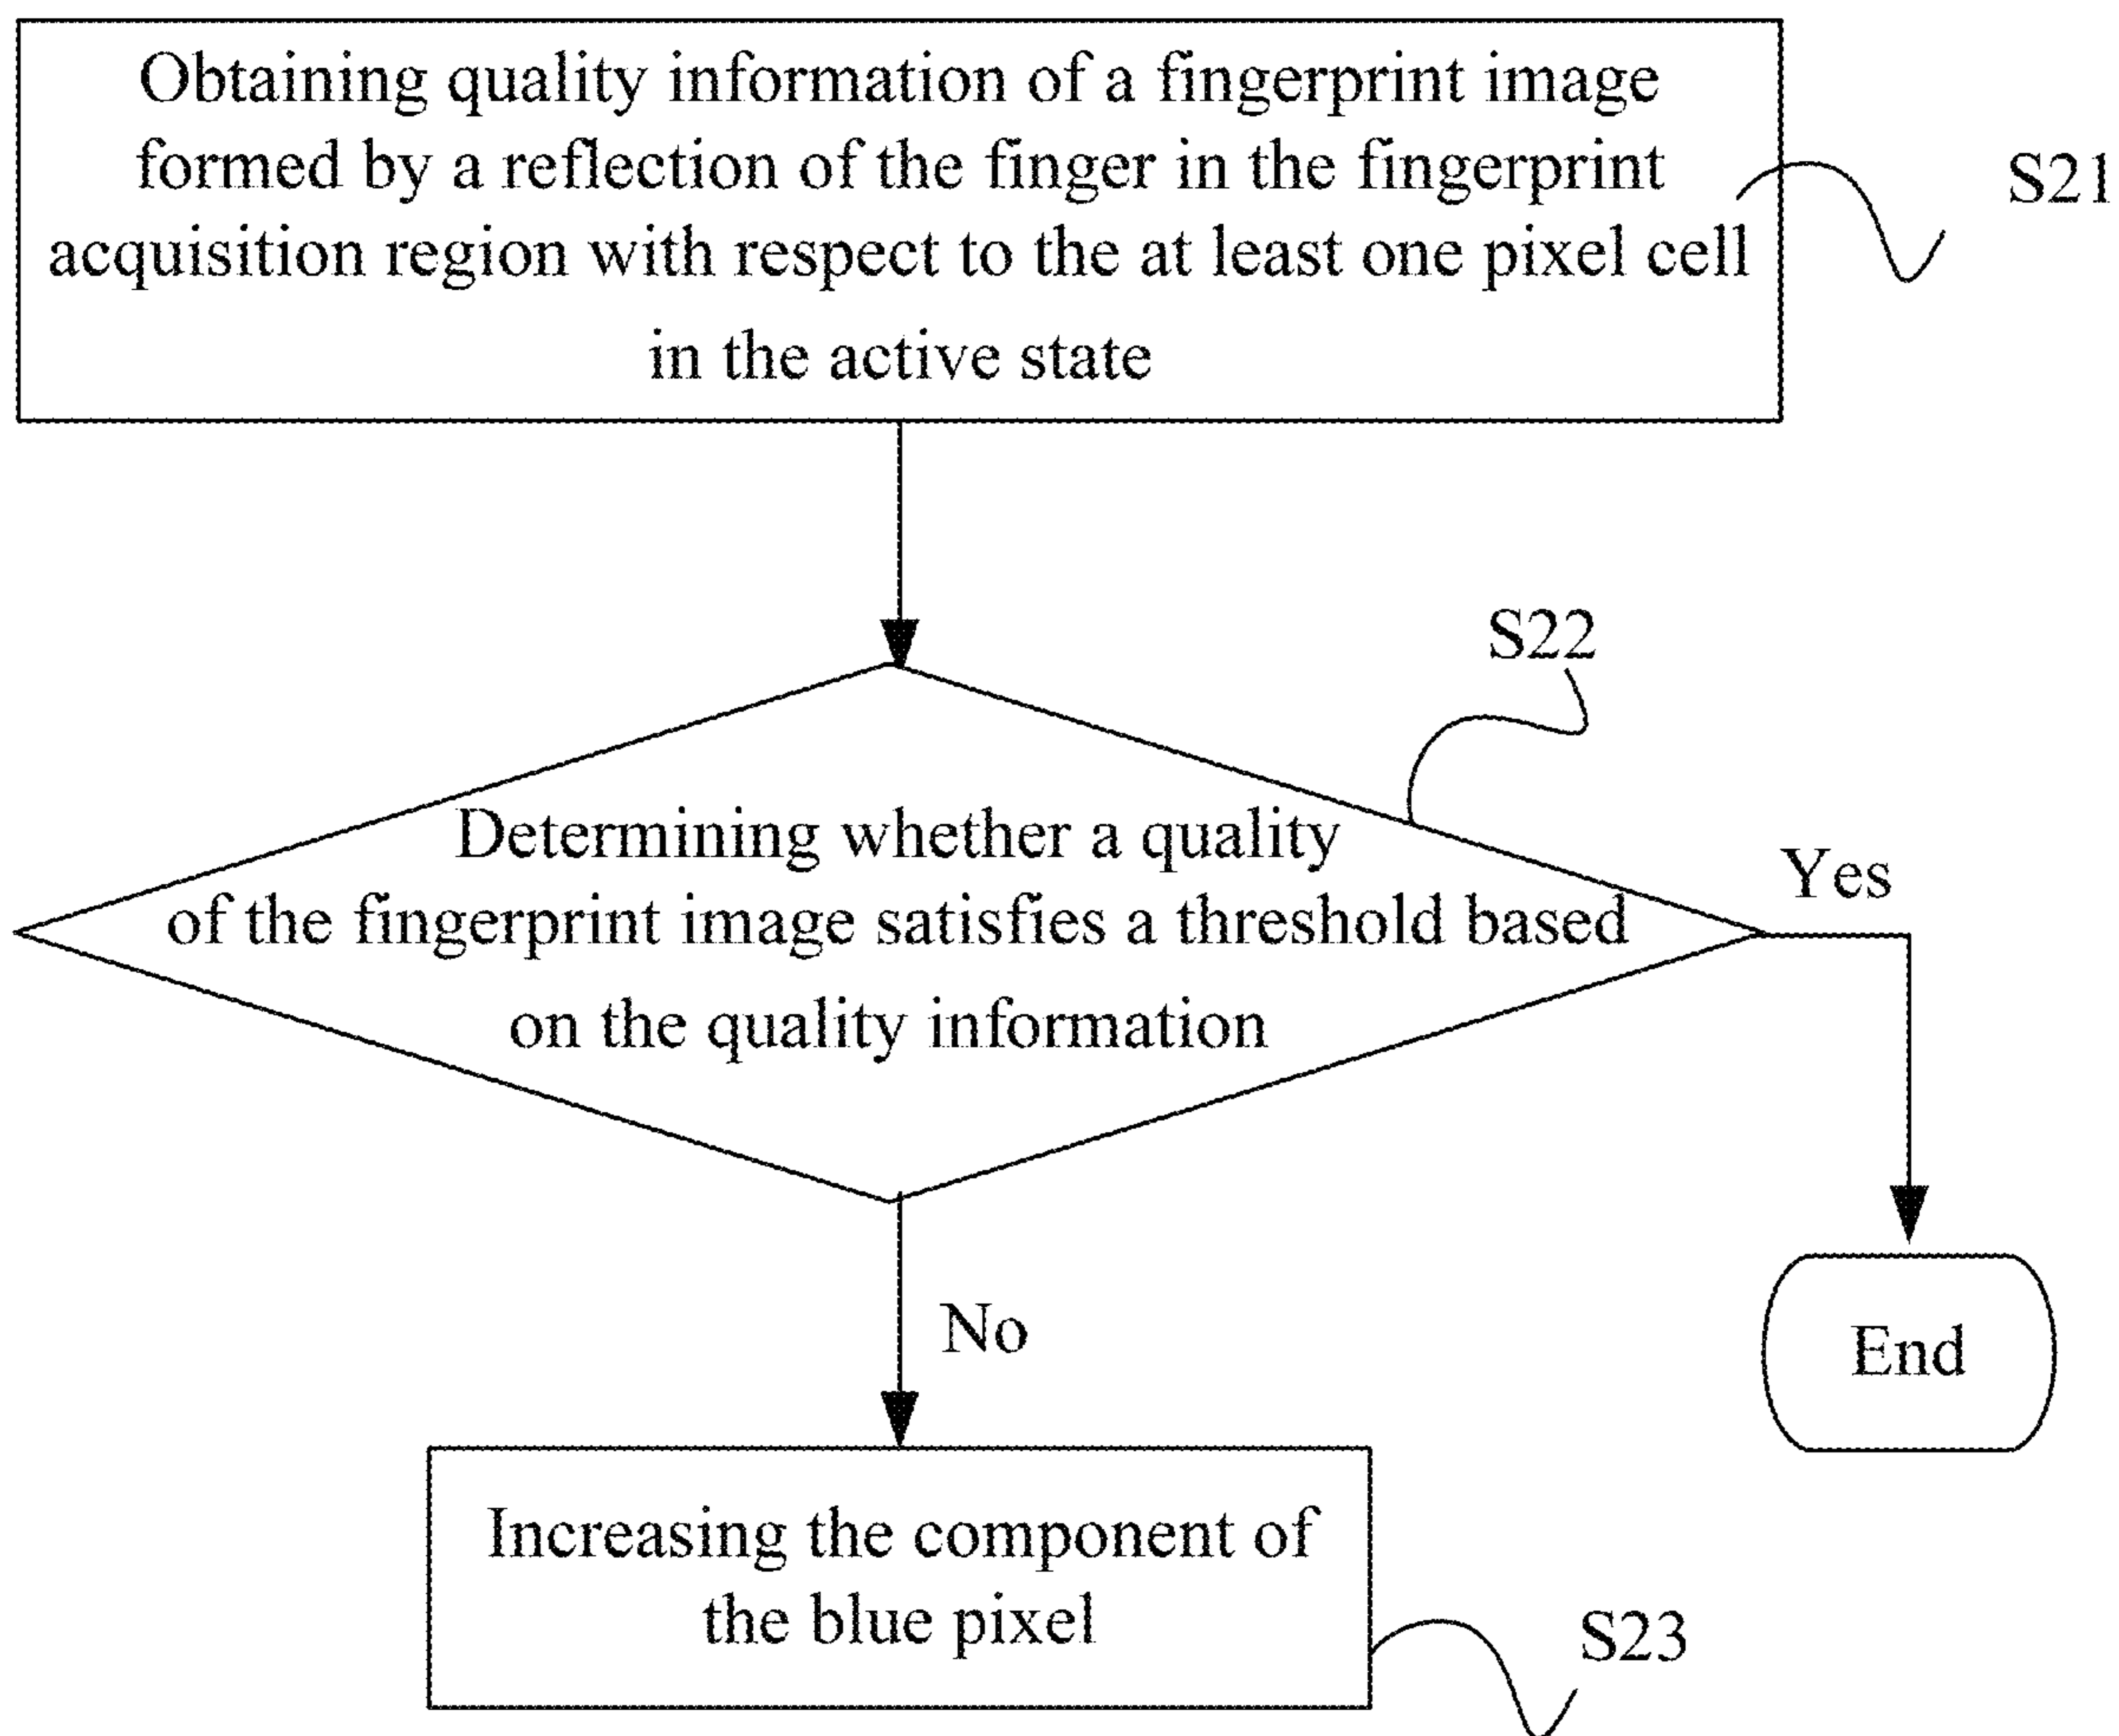 Obtaining quality information of a fingerprint image
formed by a reflection of the finger in the fingerprint
acquisition region with respect to the at least one pixel cell
in the active state
S21
S22
Determining whether a quality
of the fingerprint image satisfies a threshold based
on the quality information
Yes
No
End
Increasing the component of
the blue pixel
S23